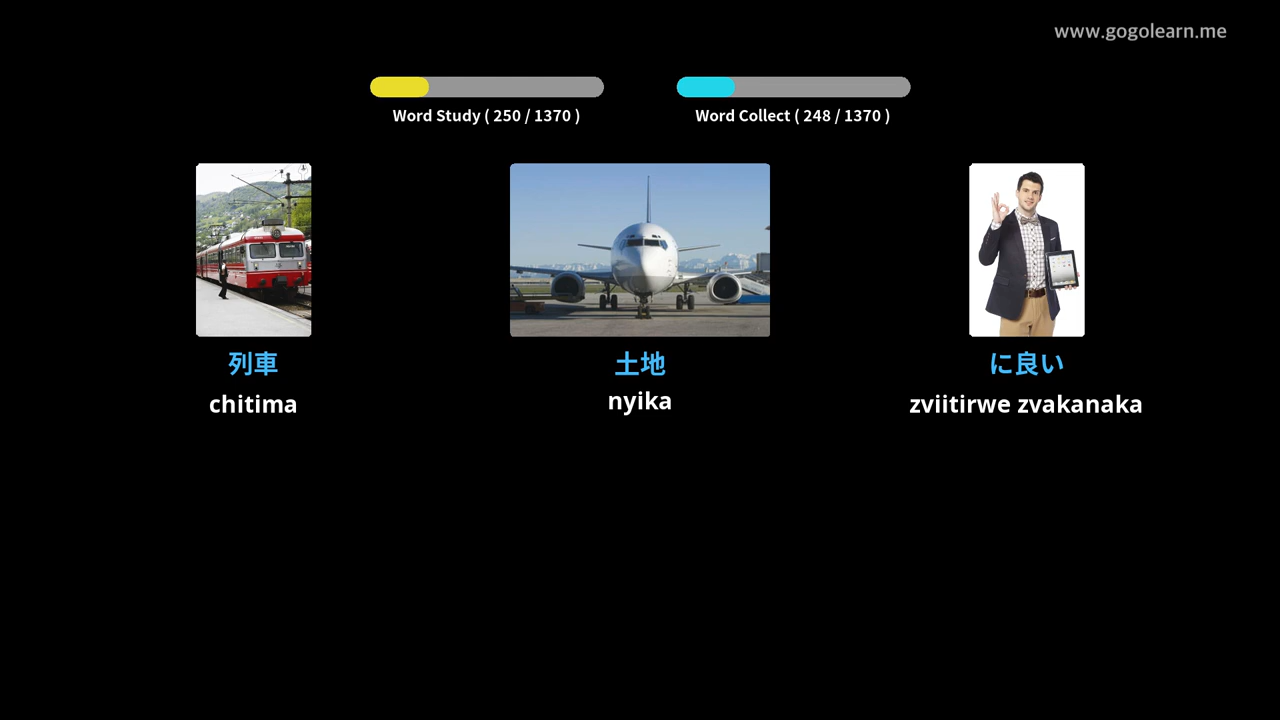 www.gogolearn.me
Word Study ( 250 / 1370 )
Word Collect ( 248 / 1370 )
列車
土地
に良い
chitima
nyika
zviitirwe zvakanaka